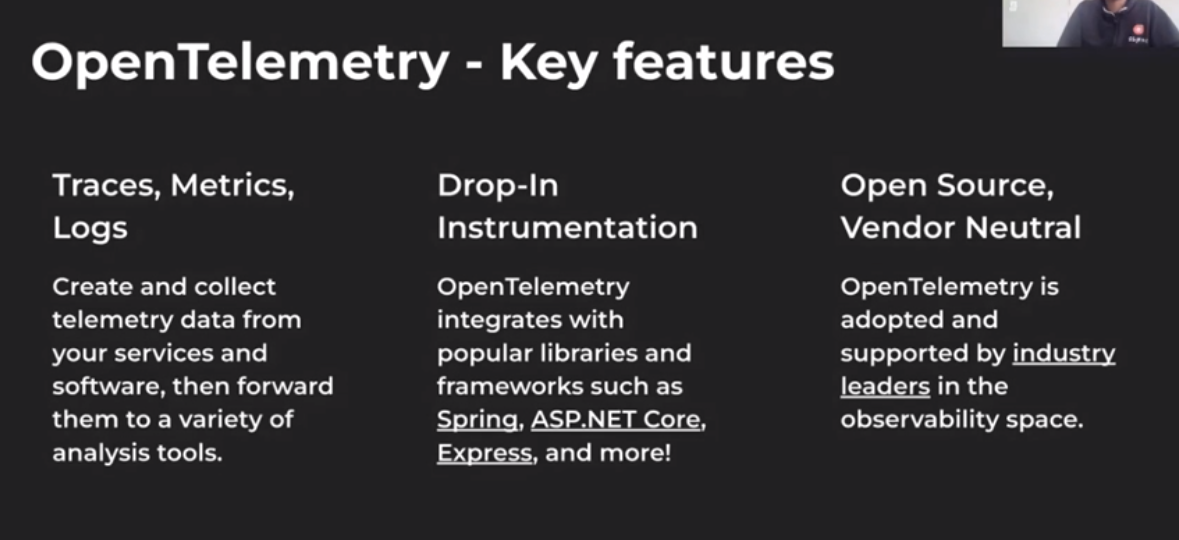 OpenTelemetry - Key features
Traces, Metrics,
Logs
Create and collect
telemetry data from
your services and
software, then forward
them to a variety of
analysis tools.
Drop-In
Instrumentation
OpenTelemetry
integrates with
popular libraries and
frameworks such as
Spring, ASP.NET Core,
Express, and more!
Open Source,
Vendor Neutral
OpenTelemetry is
adopted and
supported by industry
leaders in the
observability space.